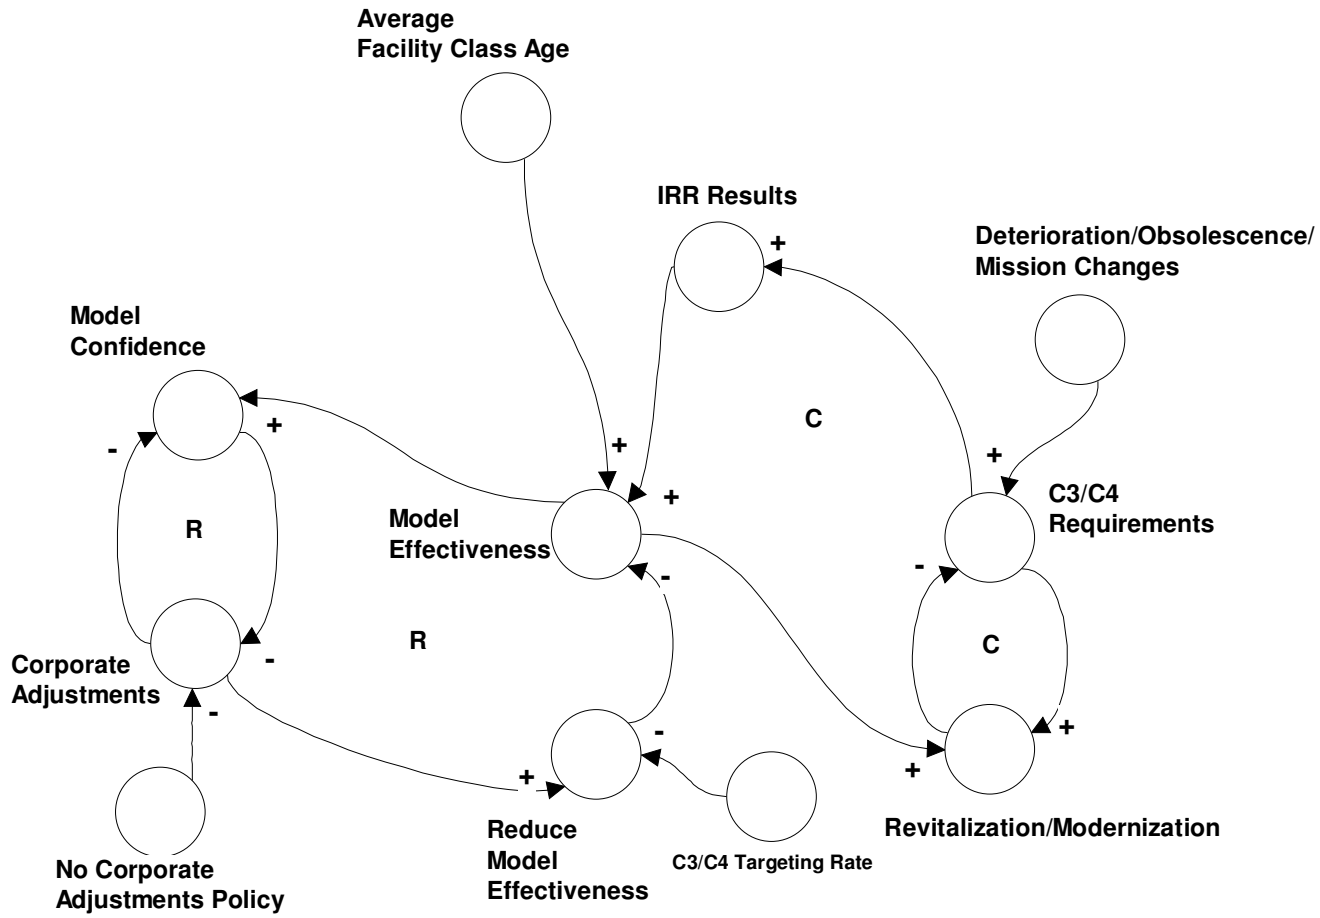 Average
Facility Class Age
IRR Results
+
Deterioration/Obsolescence/
Mission Changes
Model
Confidence
+
-
C
+
+
+
C3/C4
Requirements
R
Model
Effectiveness
-
-
R
C
-
Corporate
Adjustments
-
-
+
+
+
Reduce
Model
Effectiveness
C3/C4 Targeting Rate
Revitalization/Modernization
No Corporate
Adjustments Policy